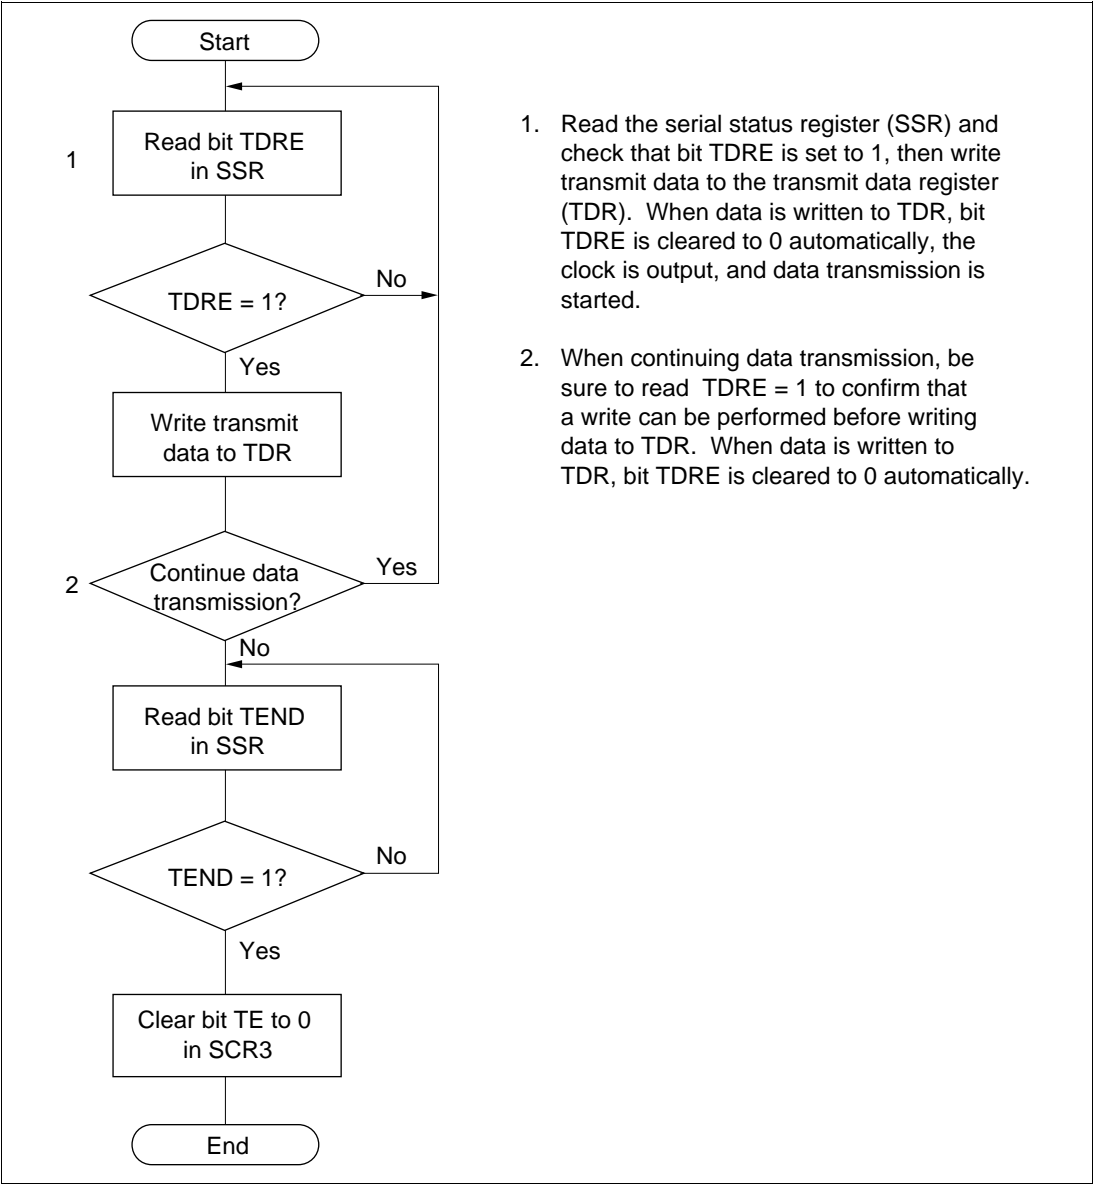 Start
1
Read bit TDRE
in SSR
TDRE = 1?
No
Yes
Write transmit
data to TDR
2
Continue data
transmission?
Yes
No
Read bit TEND
in SSR
TEND = 1?
No
Yes
Clear bit TE to 0
in SCR3
End
1. Read the serial status register (SSR) and
check that bit TDRE is set to 1, then write
transmit data to the transmit data register
(TDR). When data is written to TDR, bit
TDRE is cleared to 0 automatically, the
clock is output, and data transmission is
started.
2. When continuing data transmission, be
sure to read TDRE = 1 to confirm that
a write can be performed before writing
data to TDR. When data is written to
TDR, bit TDRE is cleared to 0 automatically.